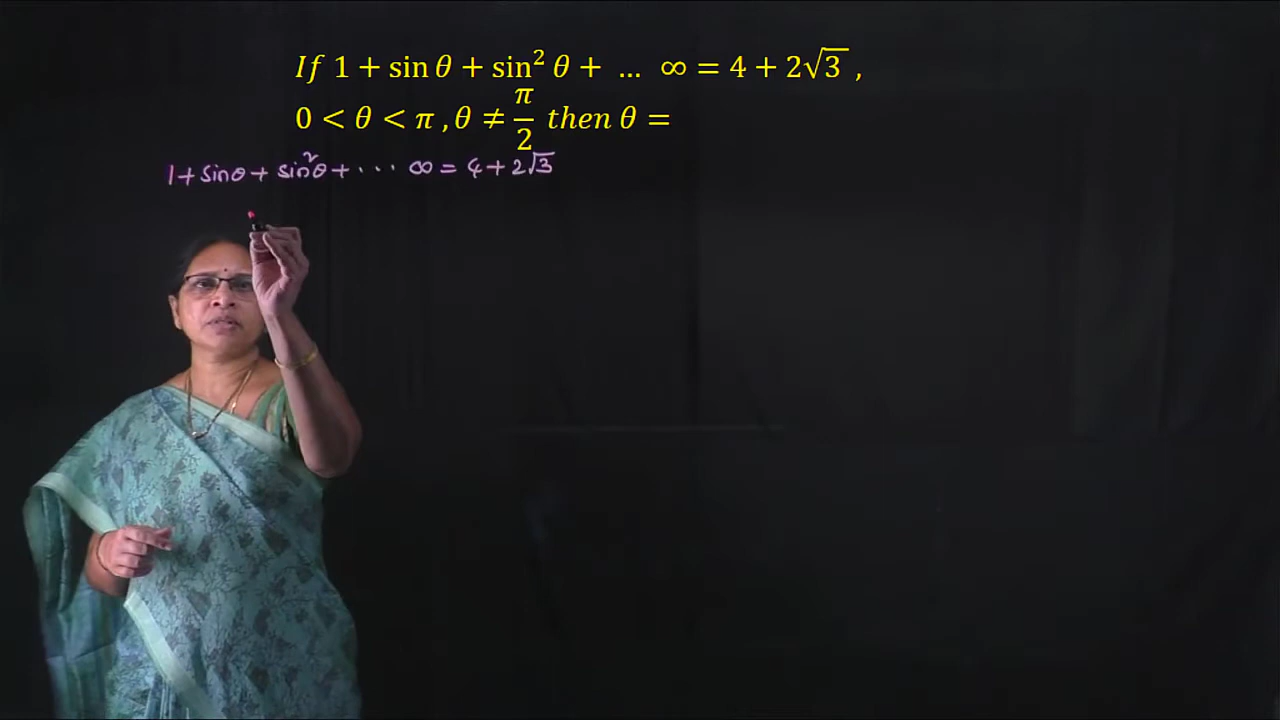 If 1 + sin θ + sin² θ + … ∞ = 4 + 2√3 ,
0 < θ < π , θ ≠ π/2 then θ =
1 + sinθ + sin²θ + ... ∞ = 4 + 2√3